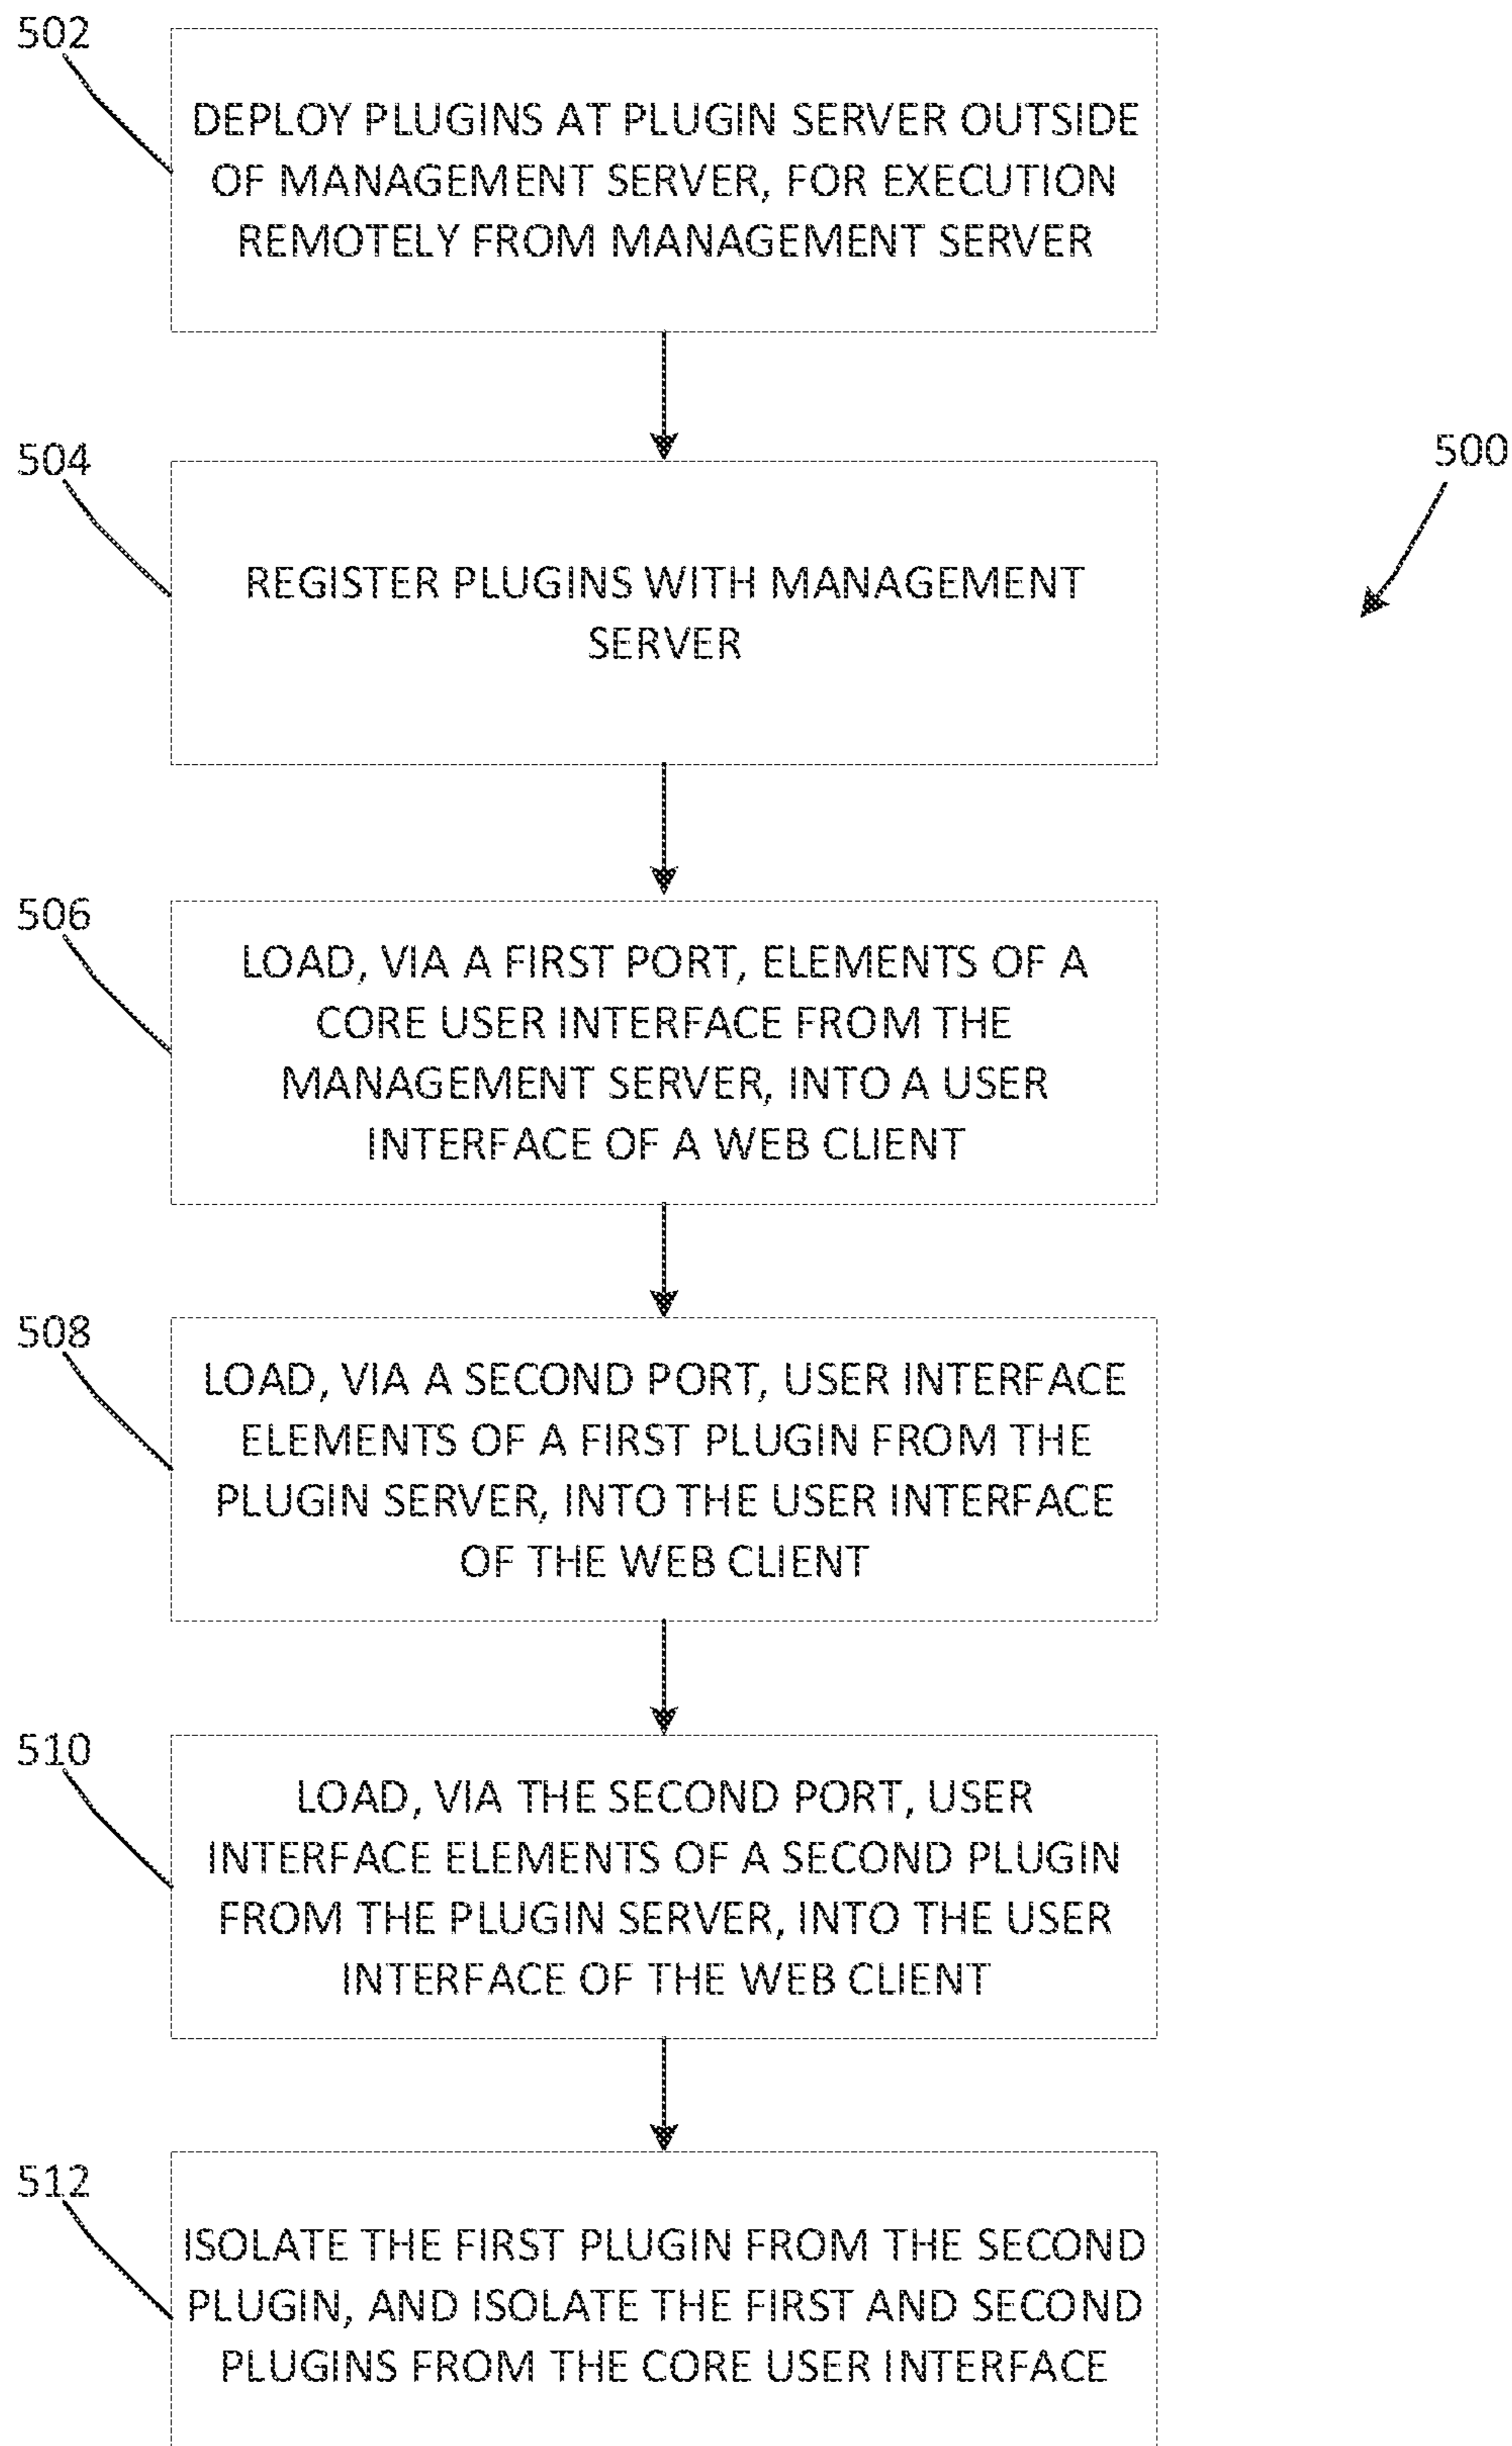 502
DEPLOY PLUGINS AT PLUGIN SERVER OUTSIDE
OF MANAGEMENT SERVER, FOR EXECUTION
REMOTELY FROM MANAGEMENT SERVER
504
500
REGISTER PLUGINS WITH MANAGEMENT
SERVER
506
LOAD, VIA A FIRST PORT, ELEMENTS OF A
CORE USER INTERFACE FROM THE
MANAGEMENT SERVER, INTO A USER
INTERFACE OF A WEB CLIENT
508
LOAD, VIA A SECOND PORT, USER INTERFACE
ELEMENTS OF A FIRST PLUGIN FROM THE
PLUGIN SERVER, INTO THE USER INTERFACE
OF THE WEB CLIENT
510
LOAD, VIA THE SECOND PORT, USER
INTERFACE ELEMENTS OF A SECOND PLUGIN
FROM THE PLUGIN SERVER, INTO THE USER
INTERFACE OF THE WEB CLIENT
512
ISOLATE THE FIRST PLUGIN FROM THE SECOND
PLUGIN, AND ISOLATE THE FIRST AND SECOND
PLUGINS FROM THE CORE USER INTERFACE